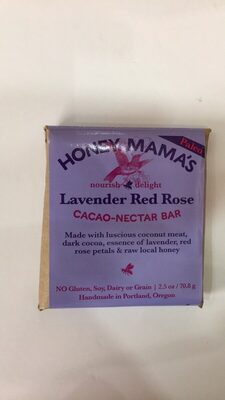 Paleo
HONEY MAMA'S
nourish delight
Lavender Red Rose
CACAO-NECTAR BAR
Made with luscious coconut meat,
dark cocoa, essence of lavender, red
rose petals & raw local honey
NO Gluten, Soy, Dairy or Grain | 2.5 oz / 70.8 g
Handmade in Portland, Oregon